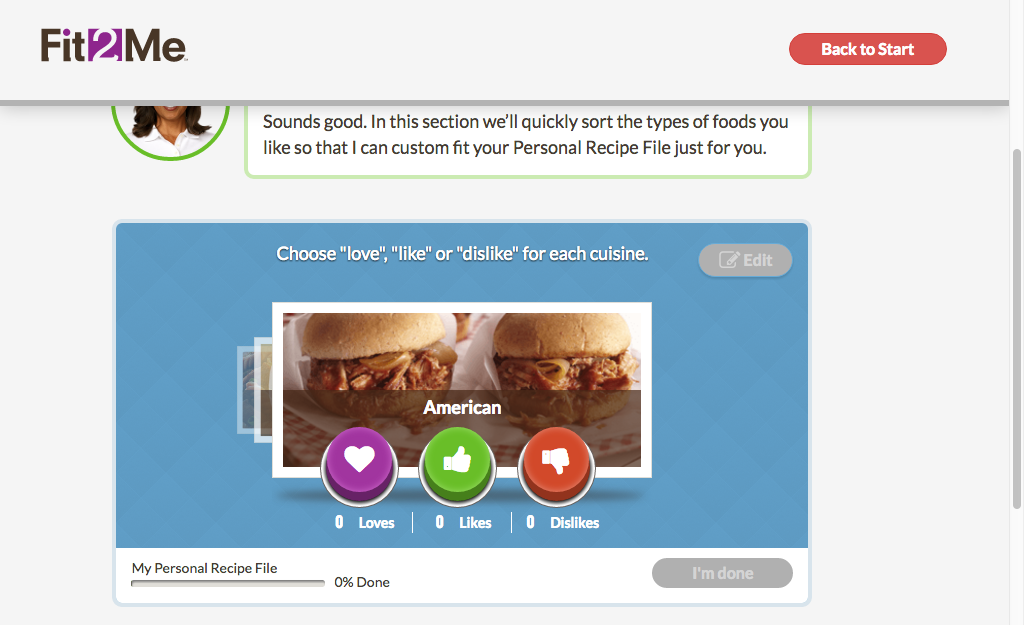 Fit2Me
Back to Start
Sounds good. In this section we'll quickly sort the types of foods you
like so that I can custom fit your Personal Recipe File just for you.
Choose "love", "like" or "dislike" for each cuisine.
Edit
American
0 Loves
0 Likes
0 Dislikes
My Personal Recipe File
0% Done
I'm done